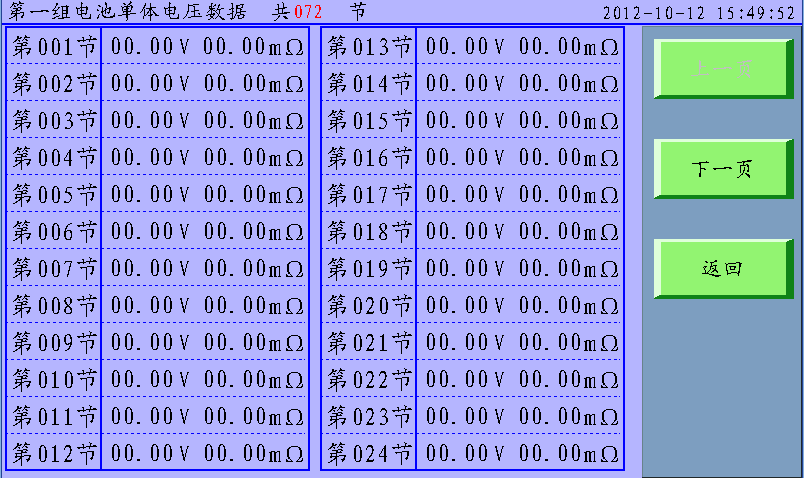 第一组电池单体电压数据 共072 节 2012-10-12 15:49:52
第001节 00.00V 00.00mΩ
第002节 00.00V 00.00mΩ
第003节 00.00V 00.00mΩ
第004节 00.00V 00.00mΩ
第005节 00.00V 00.00mΩ
第006节 00.00V 00.00mΩ
第007节 00.00V 00.00mΩ
第008节 00.00V 00.00mΩ
第009节 00.00V 00.00mΩ
第010节 00.00V 00.00mΩ
第011节 00.00V 00.00mΩ
第012节 00.00V 00.00mΩ
第013节 00.00V 00.00mΩ
第014节 00.00V 00.00mΩ
第015节 00.00V 00.00mΩ
第016节 00.00V 00.00mΩ
第017节 00.00V 00.00mΩ
第018节 00.00V 00.00mΩ
第019节 00.00V 00.00mΩ
第020节 00.00V 00.00mΩ
第021节 00.00V 00.00mΩ
第022节 00.00V 00.00mΩ
第023节 00.00V 00.00mΩ
第024节 00.00V 00.00mΩ
上一页
下一页
返回